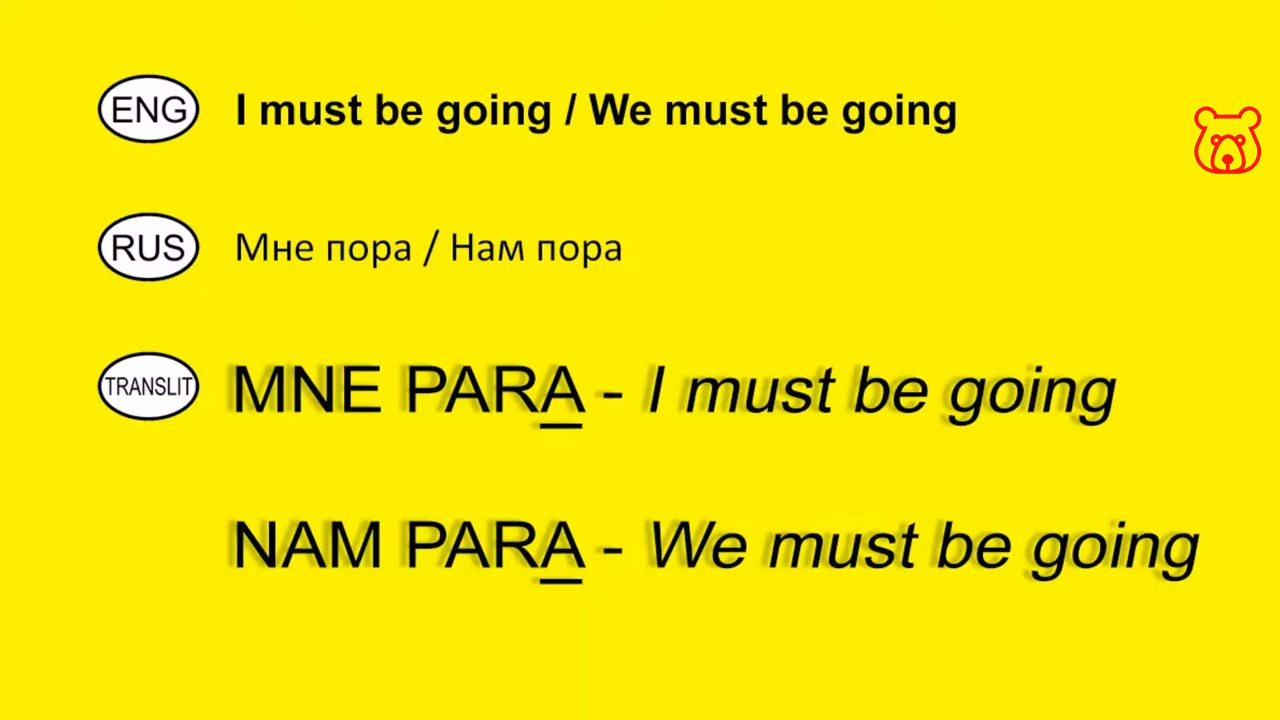 ENG I must be going / We must be going
RUS Мне пора / Нам пора
TRANSLIT MNE PARA - I must be going
NAM PARA - We must be going